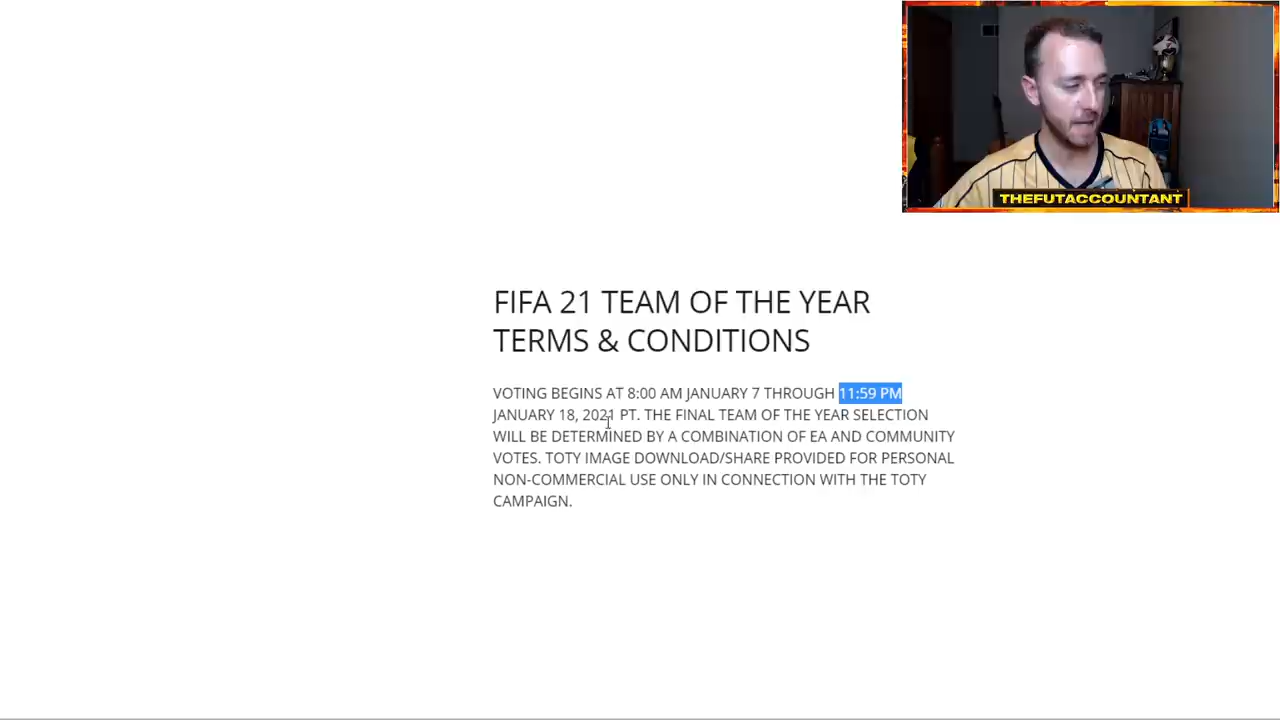 THEFUTACCOUNTANT
FIFA 21 TEAM OF THE YEAR
TERMS & CONDITIONS
VOTING BEGINS AT 8:00 AM JANUARY 7 THROUGH 11:59 PM
JANUARY 18, 2021 PT. THE FINAL TEAM OF THE YEAR SELECTION
WILL BE DETERMINED BY A COMBINATION OF EA AND COMMUNITY
VOTES. TOTY IMAGE DOWNLOAD/SHARE PROVIDED FOR PERSONAL
NON-COMMERCIAL USE ONLY IN CONNECTION WITH THE TOTY
CAMPAIGN.